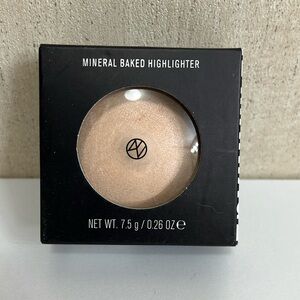 MINERAL BAKED HIGHLIGHTER
NET WT. 7.5 g / 0.26 OZ℮